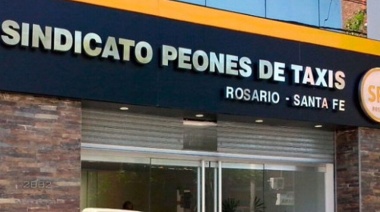 SINDICATO PEONES DE TAXIS
ROSARIO - SANTA FE